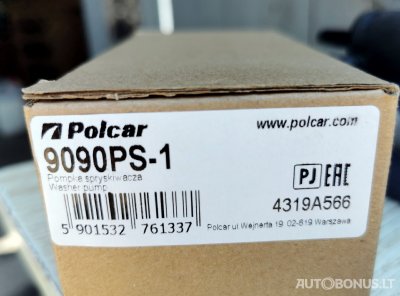 Polcar
www.polcar.com
9090PS-1
Pompka spryskiwacza
Washer pump
PJ EAC
4319A566
5 901532 761337
Polcar ul Wejnerta 19 02-619 Warszawa
AUTOBONUS.LT